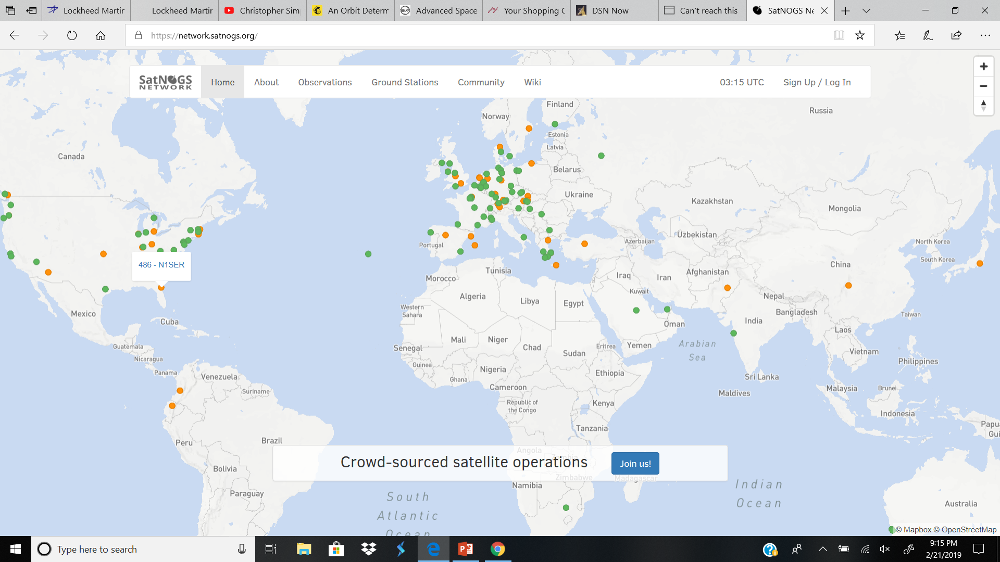 Lockheed Martir
Lockheed Martir
Christopher Sim
An Orbit Determ
Advanced Space
Your Shopping C
DSN Now
Can't reach this
SatNOGS Ne
https://network.satnogs.org/
SatNOGS
NETWORK
Home
About
Observations
Ground Stations
Community
Wiki
03:15 UTC
Sign Up / Log In
Finland
Norway
Russia
Estonia
Latvia
Canada
Belarus
Ukraine
Kazakhstan
Mongolia
Uzbekistan
Portugal
Azerbaijan
North Korea
South Korea
486 - N1SER
China
Tunisia
Afghanistan
Morocco
Iraq
Iran
Kuwait
Algeria
Libya
Egypt
Nepal
Western
Sahara
Mexico
Bangladesh
Taiwan
Cuba
India
Oman
Laos
Mali
Niger
Chad
Guatemala
Senegal
Eritrea
Yemen
Arabian
Sea
Sudan
Vietnam
Nicaragua
Guinea
Philippines
Panama
Venezuela
Nigeria
Ethiopia
Sri Lanka
Ghana
Suriname
Cameroon
Malaysia
Brunei
Maldives
Republic of
the Congo
Kenya
Indonesia
Tanzania
Papu
Gui
Peru
Brazil
Angola
Zambia
Crowd-sourced satellite operations
Join us!
Bolivia
Zimbabwe
Madagascar
Namibia
Indian
Ocean
Paraguay
South
Atlantic
Ocean
Australia
© Mapbox © OpenStreetMap
Type here to search
9:15 PM
2/21/2019